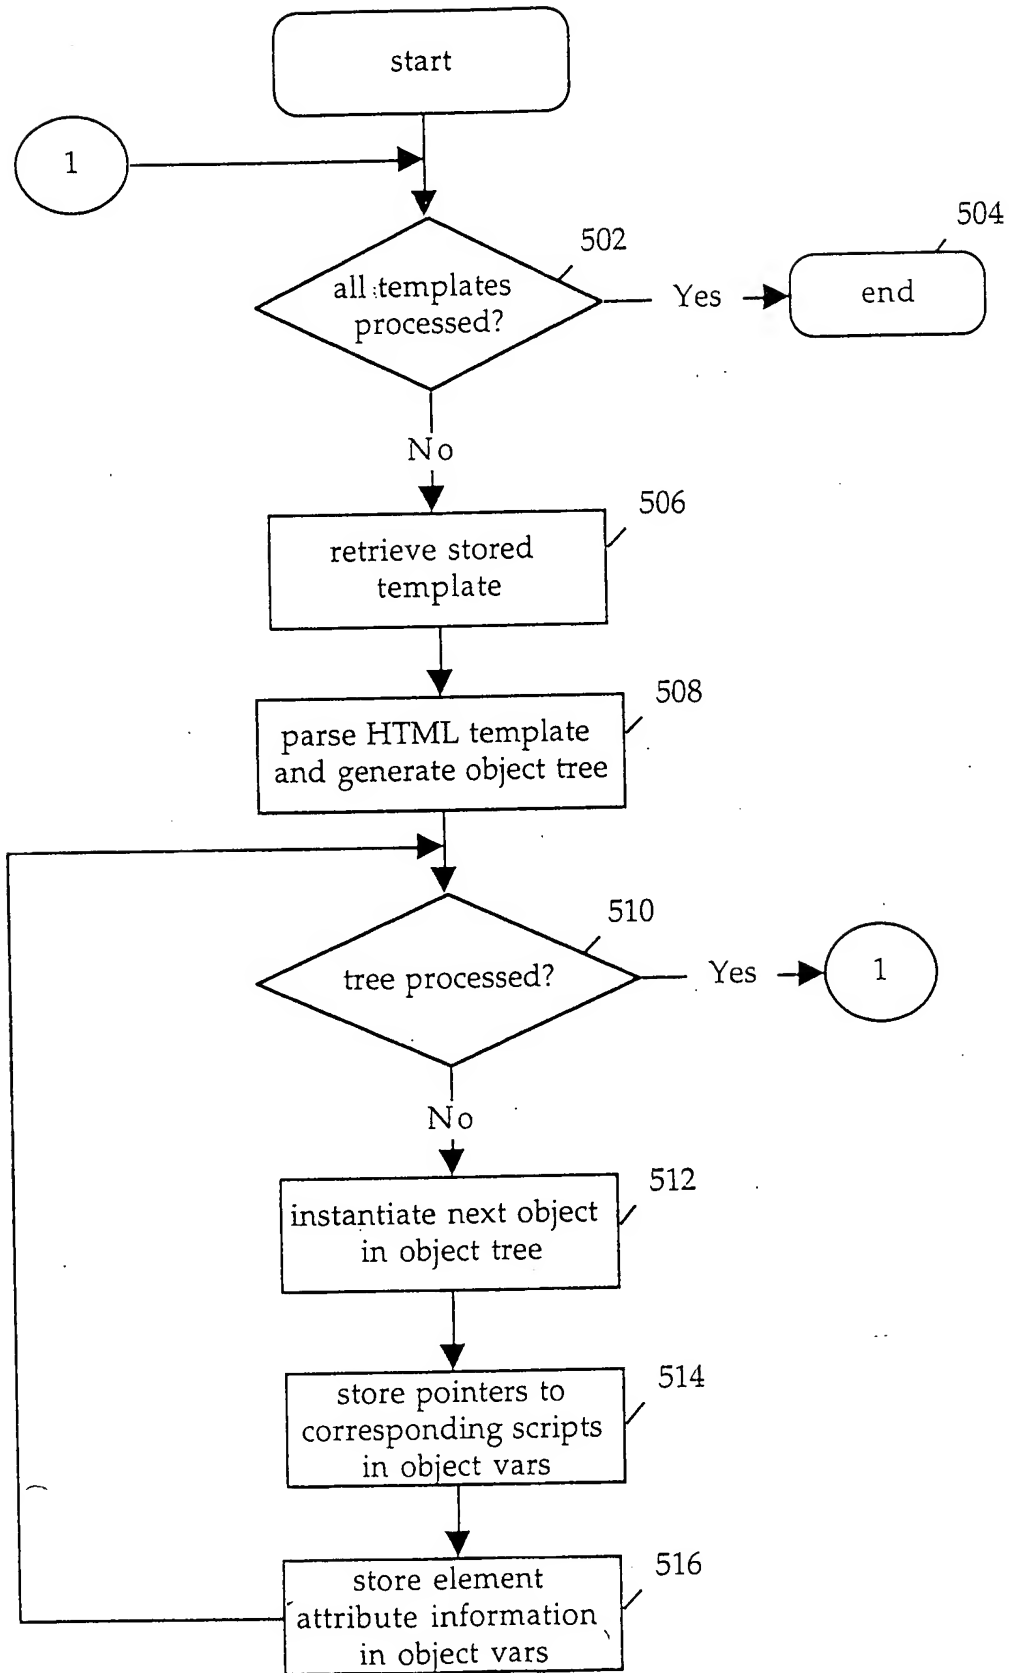 start
1
502
504
all templates
processed?
Yes
end
No
506
retrieve stored
template
508
parse HTML template
and generate object tree
510
tree processed?
Yes
1
No
512
instantiate next object
in object tree
514
store pointers to
corresponding scripts
in object vars
516
store element
attribute information
in object vars